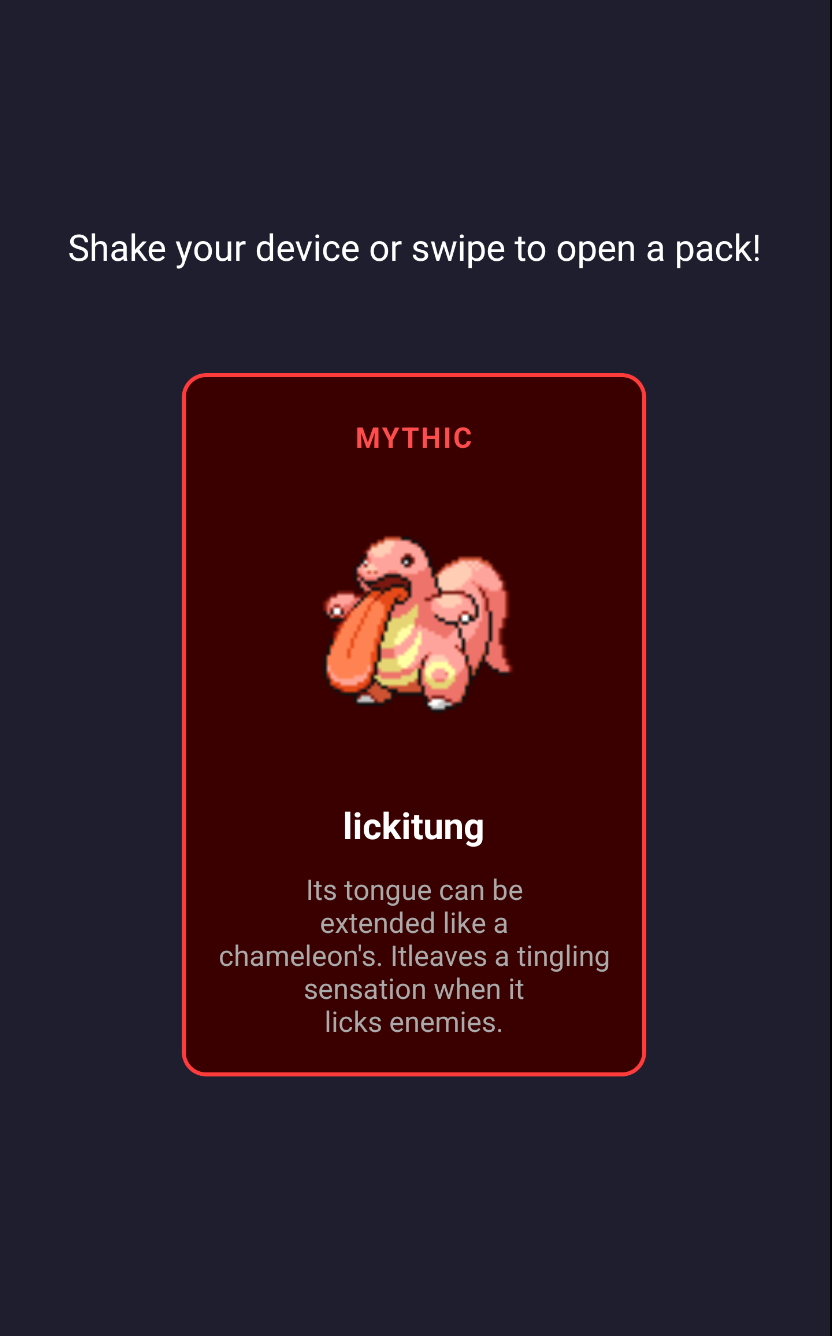 Shake your device or swipe to open a pack!
MYTHIC
lickitung
Its tongue can be
extended like a
chameleon's. Itleaves a tingling
sensation when it
licks enemies.